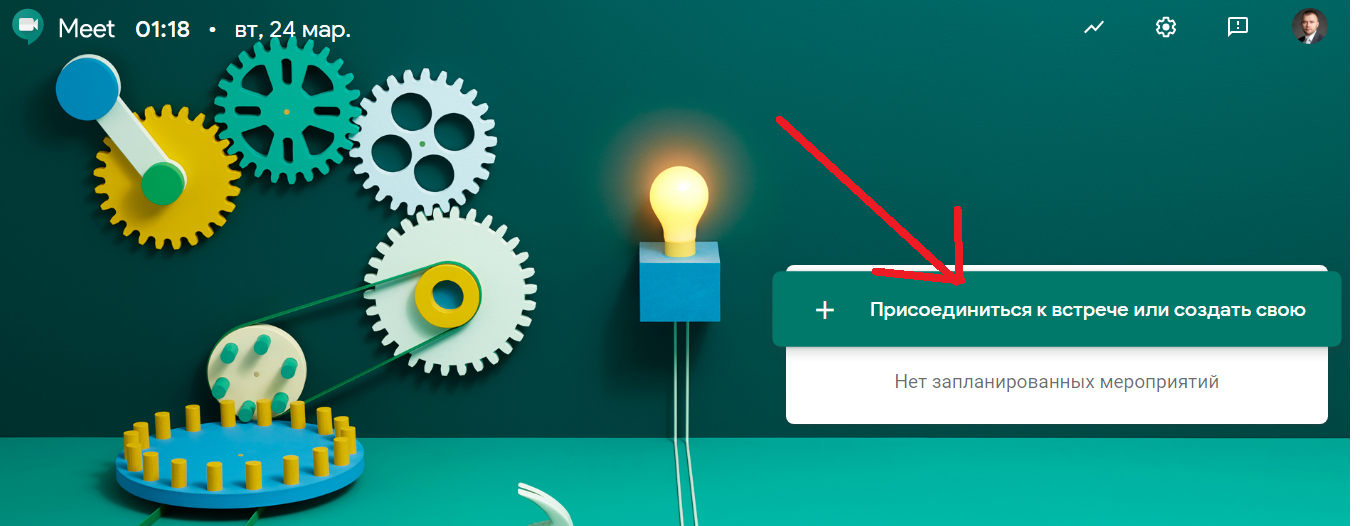 Meet 01:18 • вт, 24 мар.
Присоединиться к встрече или создать свою
Нет запланированных мероприятий